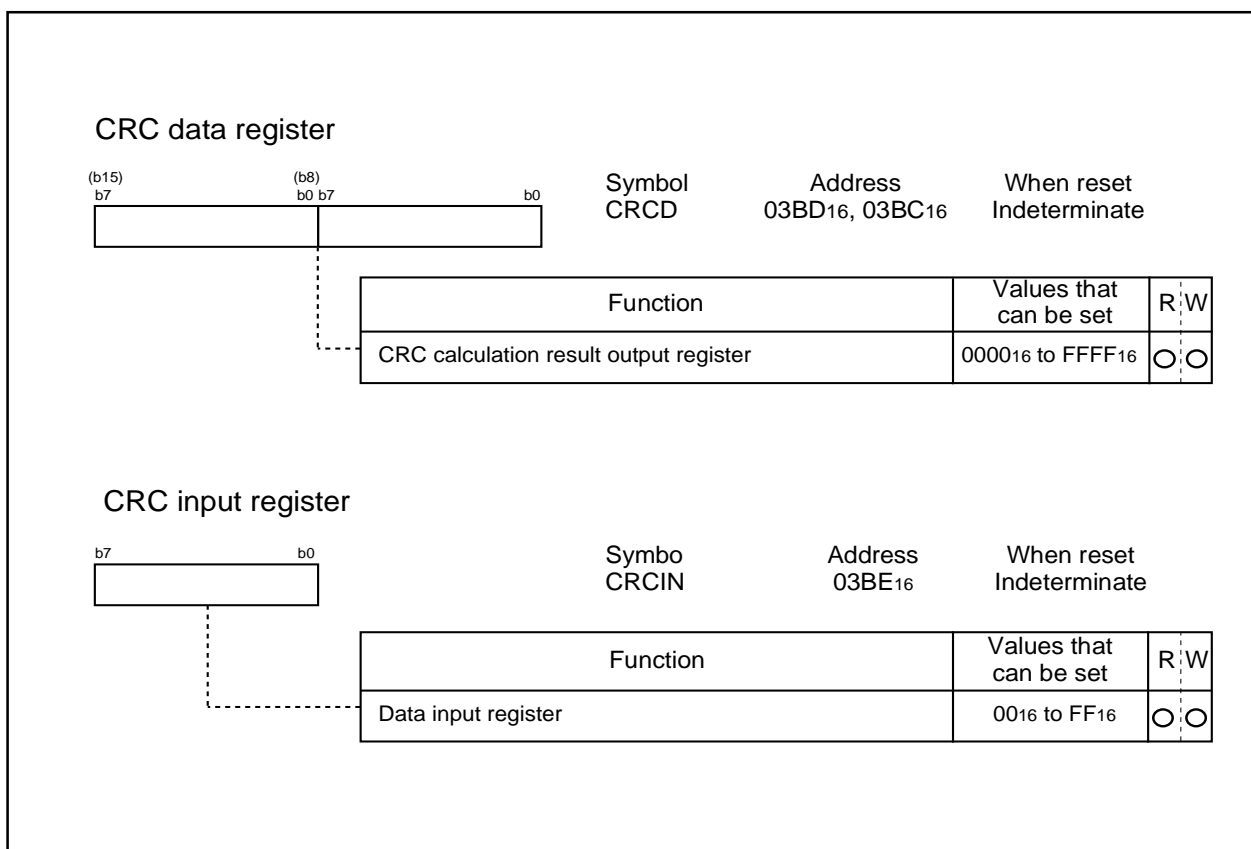 CRC data register
(b15) (b8)
b7 b0 b7 b0
Symbol Address When reset
CRCD 03BD16, 03BC16 Indeterminate
Function Values that can be set R W
CRC calculation result output register 000016 to FFFF16
CRC input register
b7 b0
Symbo Address When reset
CRCIN 03BE16 Indeterminate
Function Values that can be set R W
Data input register 0016 to FF16